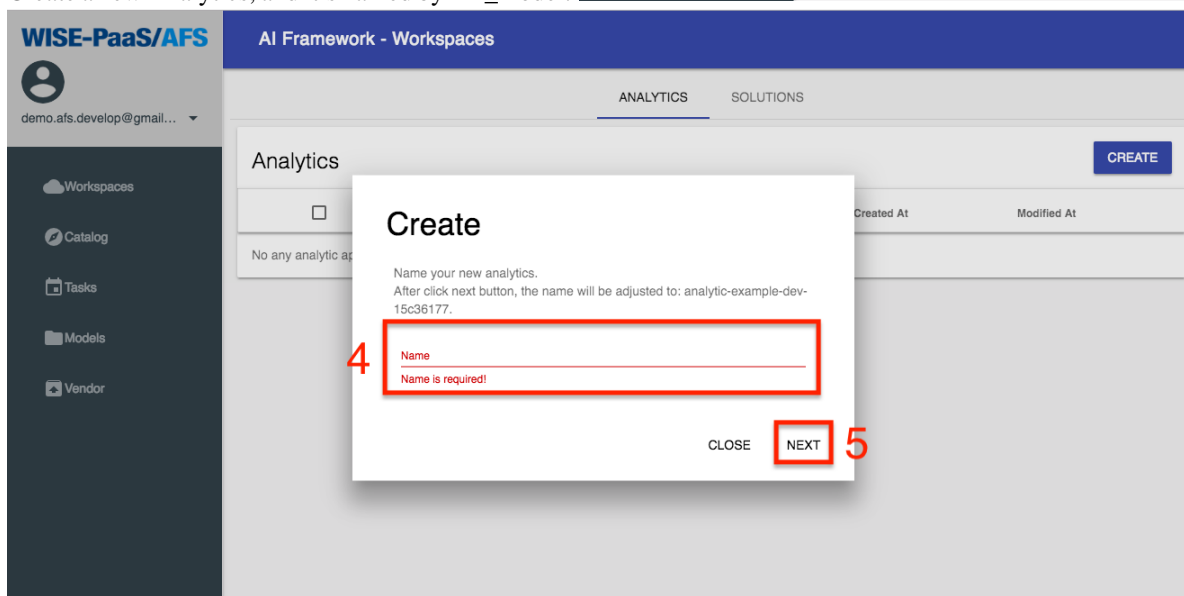 WISE-PaaS/AFS
AI Framework - Workspaces
demo.afs.develop@gmail...
ANALYTICS SOLUTIONS
Analytics
CREATE
Workspaces
Created At Modified At
Create
Catalog
No any analytic ap
Name your new analytics.
After click next button, the name will be adjusted to: analytic-example-dev-
15c36177.
Tasks
Models
4
Name
Name is required!
Vendor
CLOSE NEXT 5